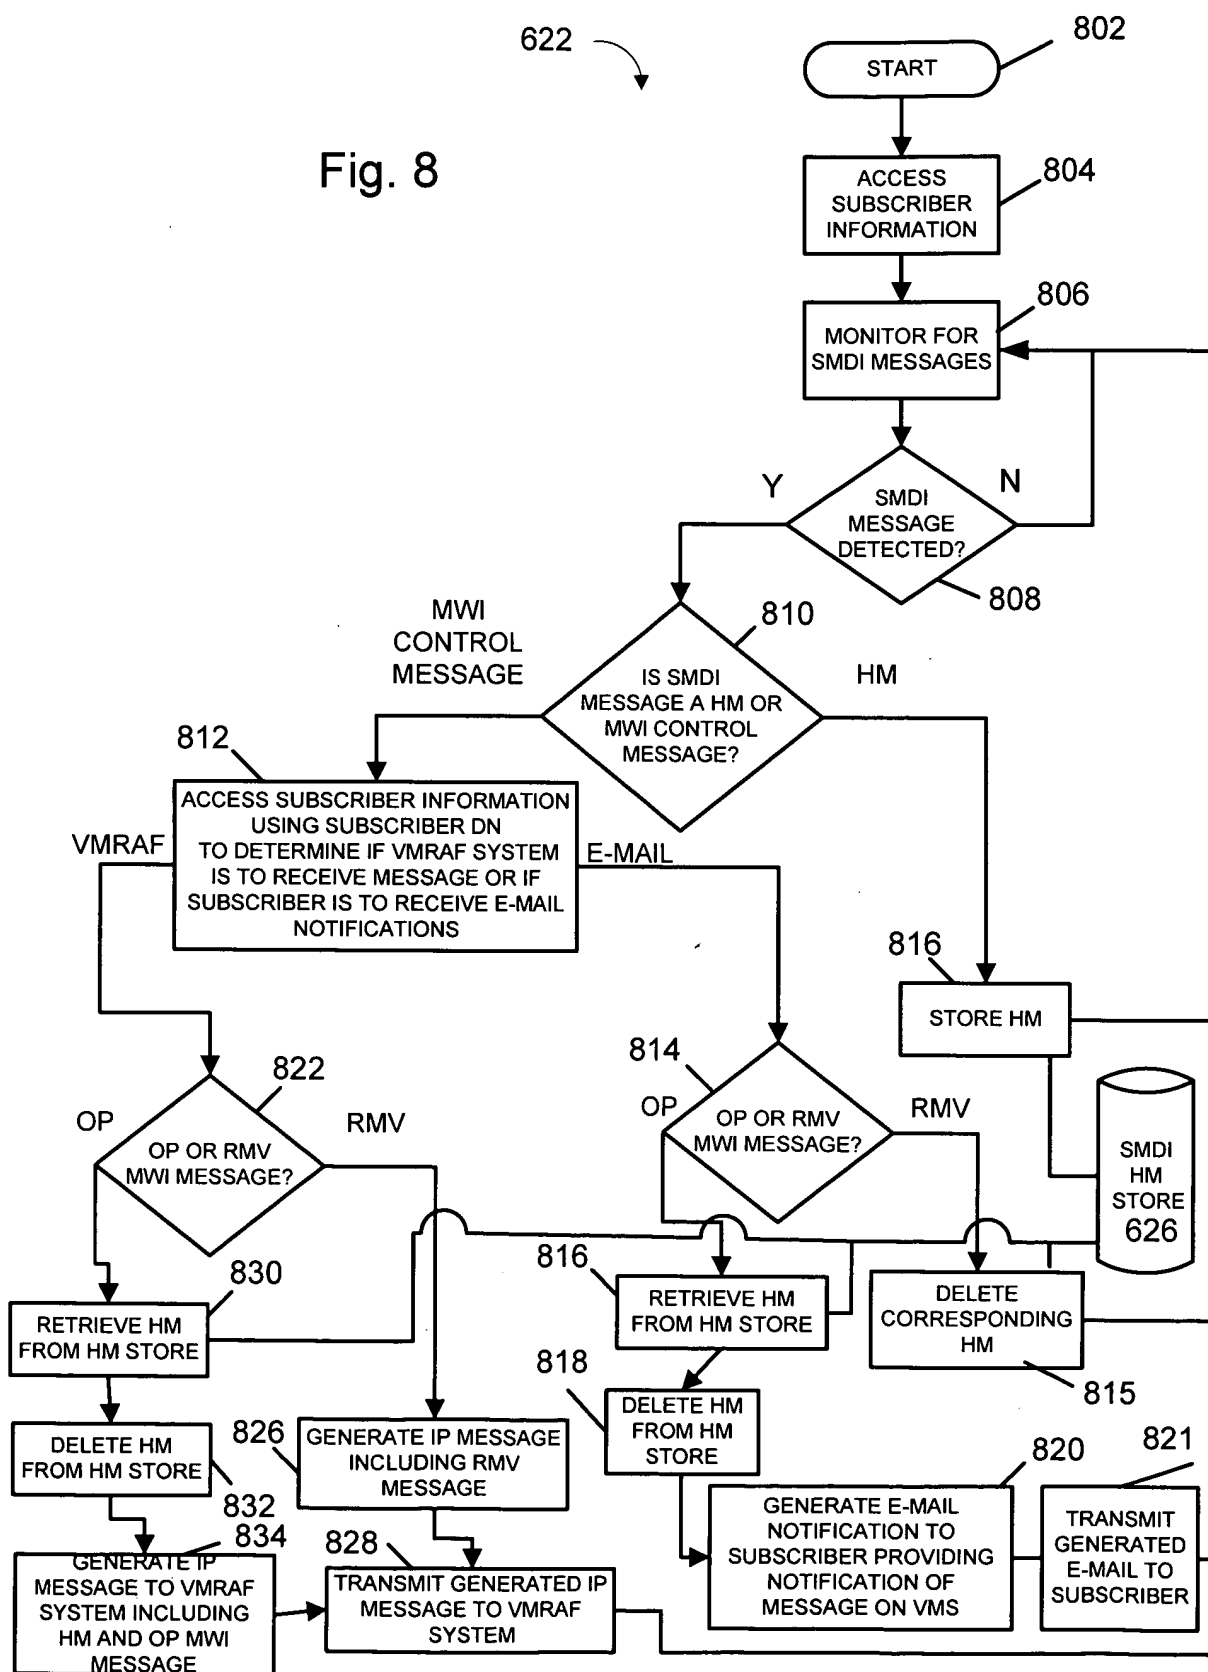 622
802
START
Fig. 8
804
ACCESS
SUBSCRIBER
INFORMATION
806
MONITOR FOR
SMDI MESSAGES
Y
N
SMDI
MESSAGE
DETECTED?
808
MWI
CONTROL
MESSAGE
810
HM
IS SMDI
MESSAGE A HM OR
MWI CONTROL
MESSAGE?
812
ACCESS SUBSCRIBER INFORMATION
USING SUBSCRIBER DN
TO DETERMINE IF VMRAF SYSTEM
IS TO RECEIVE MESSAGE OR IF
SUBSCRIBER IS TO RECEIVE E-MAIL
NOTIFICATIONS
VMRAF
E-MAIL
816
STORE HM
822
OP
RMV
OP OR RMV
MWI MESSAGE?
814
OP
RMV
OP OR RMV
MWI MESSAGE?
SMDI
HM
STORE
626
830
RETRIEVE HM
FROM HM STORE
816
RETRIEVE HM
FROM HM STORE
DELETE
CORRESPONDING
HM
815
818
DELETE HM
FROM HM
STORE
DELETE HM
FROM HM STORE
832
826
GENERATE IP MESSAGE
INCLUDING RMV
MESSAGE
820
GENERATE E-MAIL
NOTIFICATION TO
SUBSCRIBER PROVIDING
NOTIFICATION OF
MESSAGE ON VMS
821
TRANSMIT
GENERATED
E-MAIL TO
SUBSCRIBER
834
GENERATE IP
MESSAGE TO VMRAF
SYSTEM INCLUDING
HM AND OP MWI
MESSAGE
828
TRANSMIT GENERATED IP
MESSAGE TO VMRAF
SYSTEM